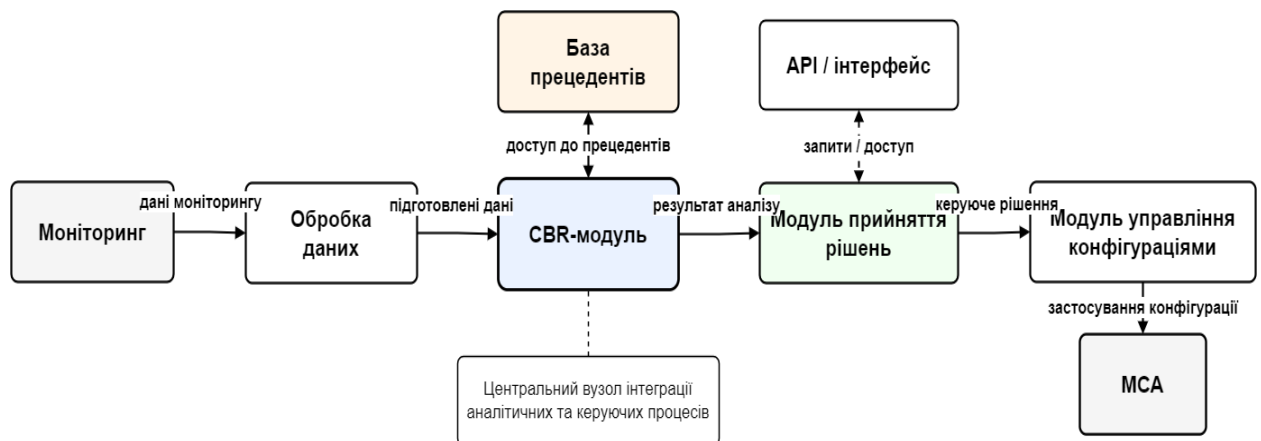 База
прецедентів
API / інтерфейс
доступ до прецедентів
запити / доступ
Моніторинг
дані моніторингу
Обробка
даних
підготовлені дані
CBR-модуль
результат аналізу
Модуль прийняття
рішень
керуюче рішення
Модуль управління
конфігураціями
застосування конфігурації
МСА
Центральний вузол інтеграції
аналітичних та керуючих процесів